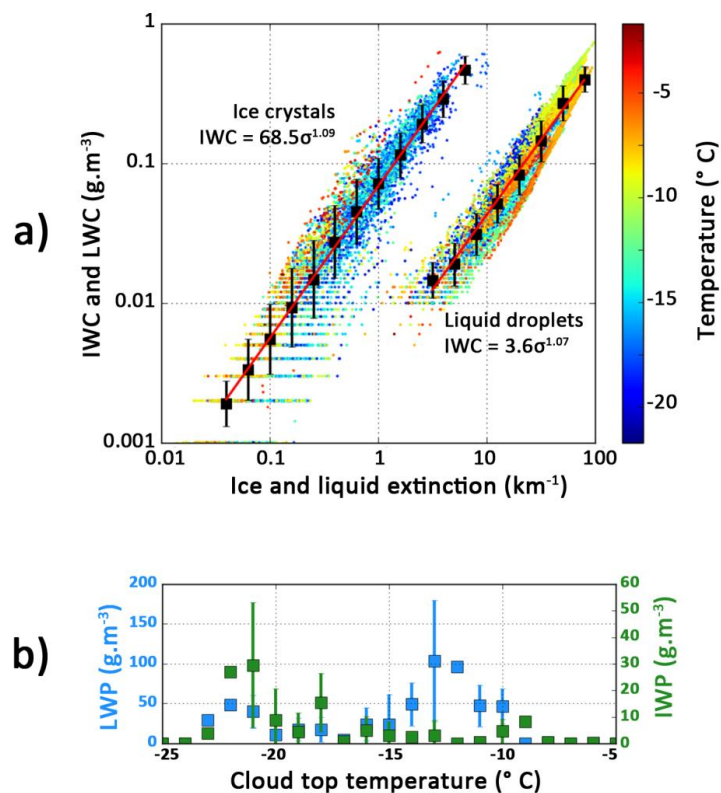 a)
IWC and LWC (g.m⁻³)
1
0.1
0.01
0.001
Ice crystals
IWC = 68.5σ^1.09
Liquid droplets
IWC = 3.6σ^1.07
0.01 0.1 1 10 100
Ice and liquid extinction (km⁻¹)
-5
-10
-15
-20
Temperature (° C)
b)
LWP (g.m⁻³)
200
150
100
50
0
60
50
40
30
20
10
0
IWP (g.m⁻³)
-25 -20 -15 -10 -5
Cloud top temperature (° C)